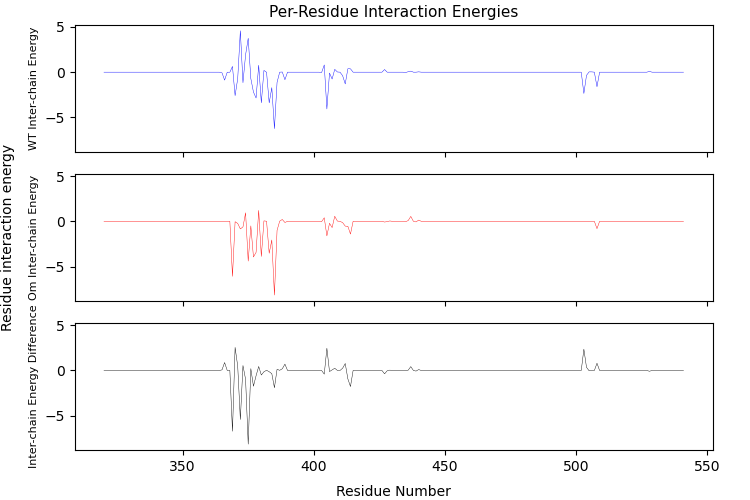 Per-Residue Interaction Energies
Residue interaction energy
WT Inter-chain Energy
5
0
−5
Om Inter-chain Energy
5
0
−5
Inter-chain Energy Difference
5
0
−5
350
400
450
500
550
Residue Number